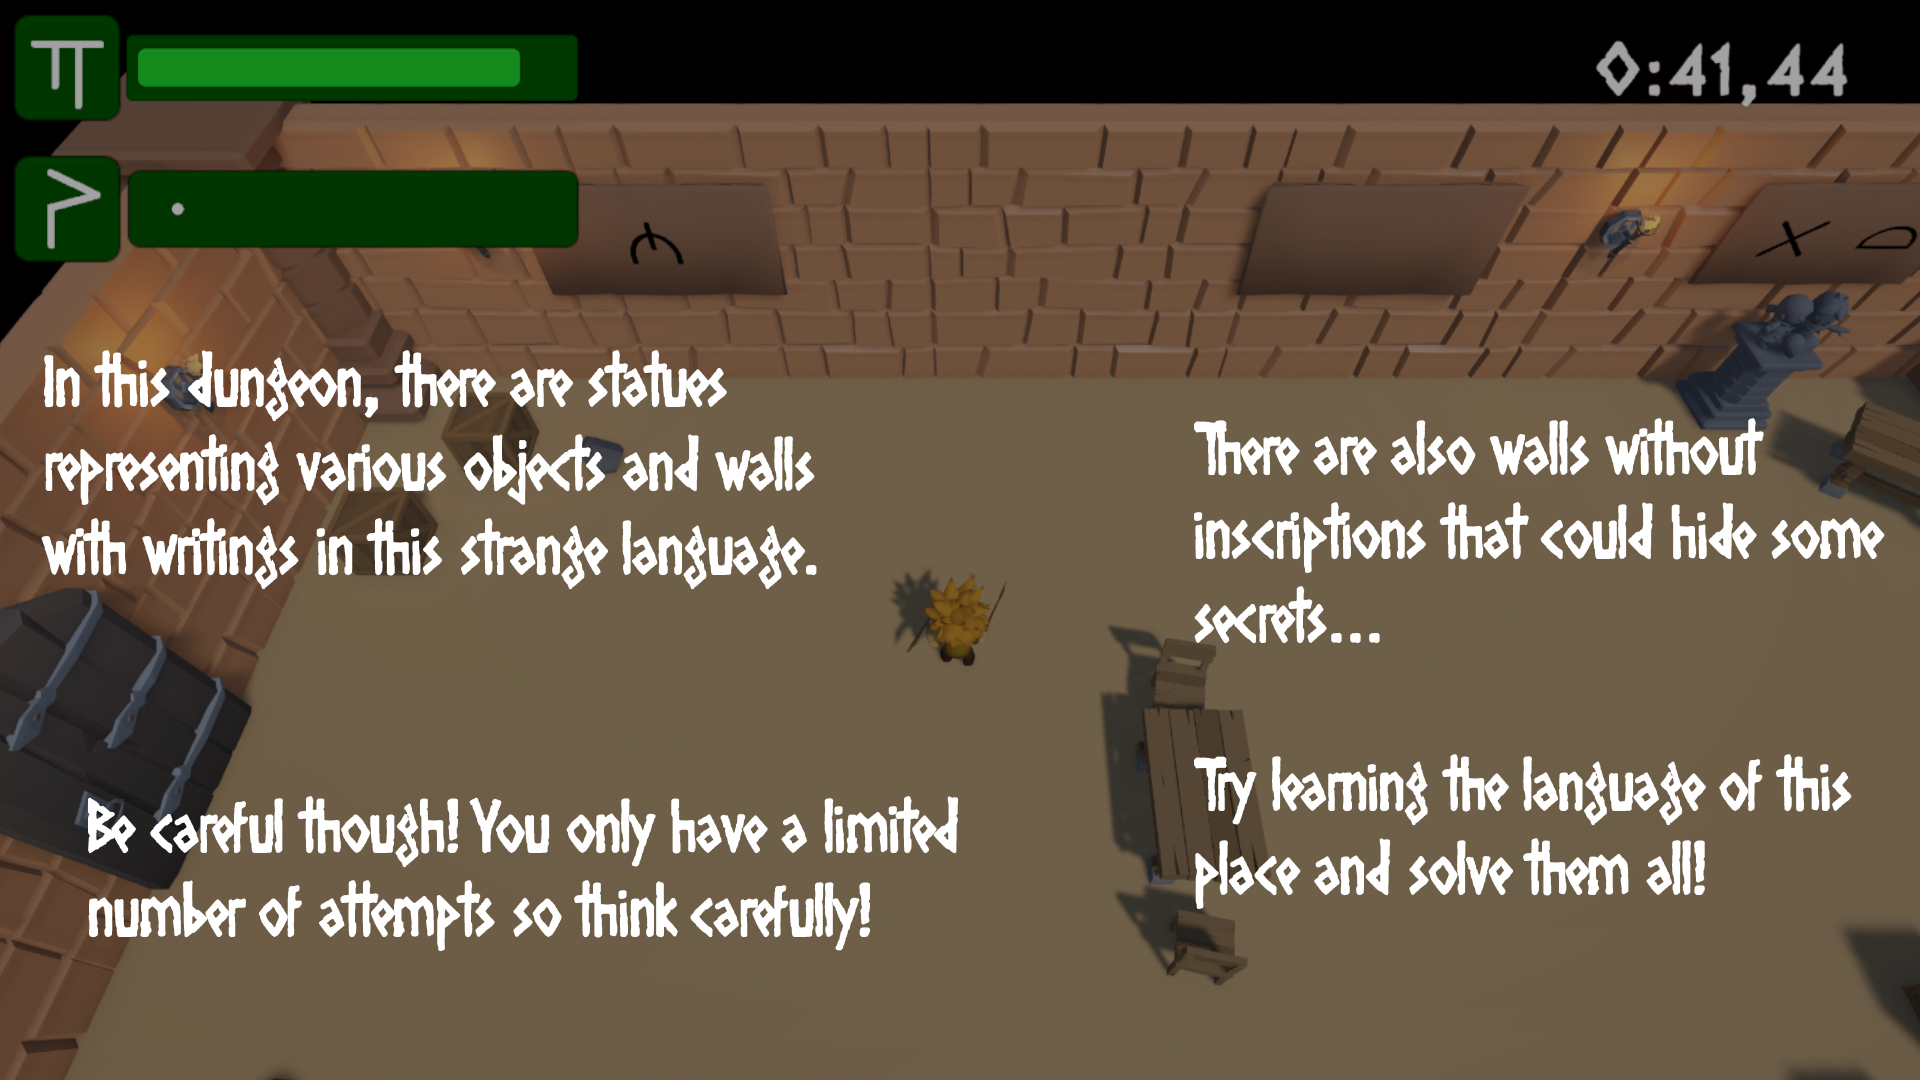 0:41,44
In this dungeon, there are statues
representing various objects and walls
with writings in this strange language.
There are also walls without
inscriptions that could hide some
secrets...
Be careful though! You only have a limited
number of attempts so think carefully!
Try learning the language of this
place and solve them all!